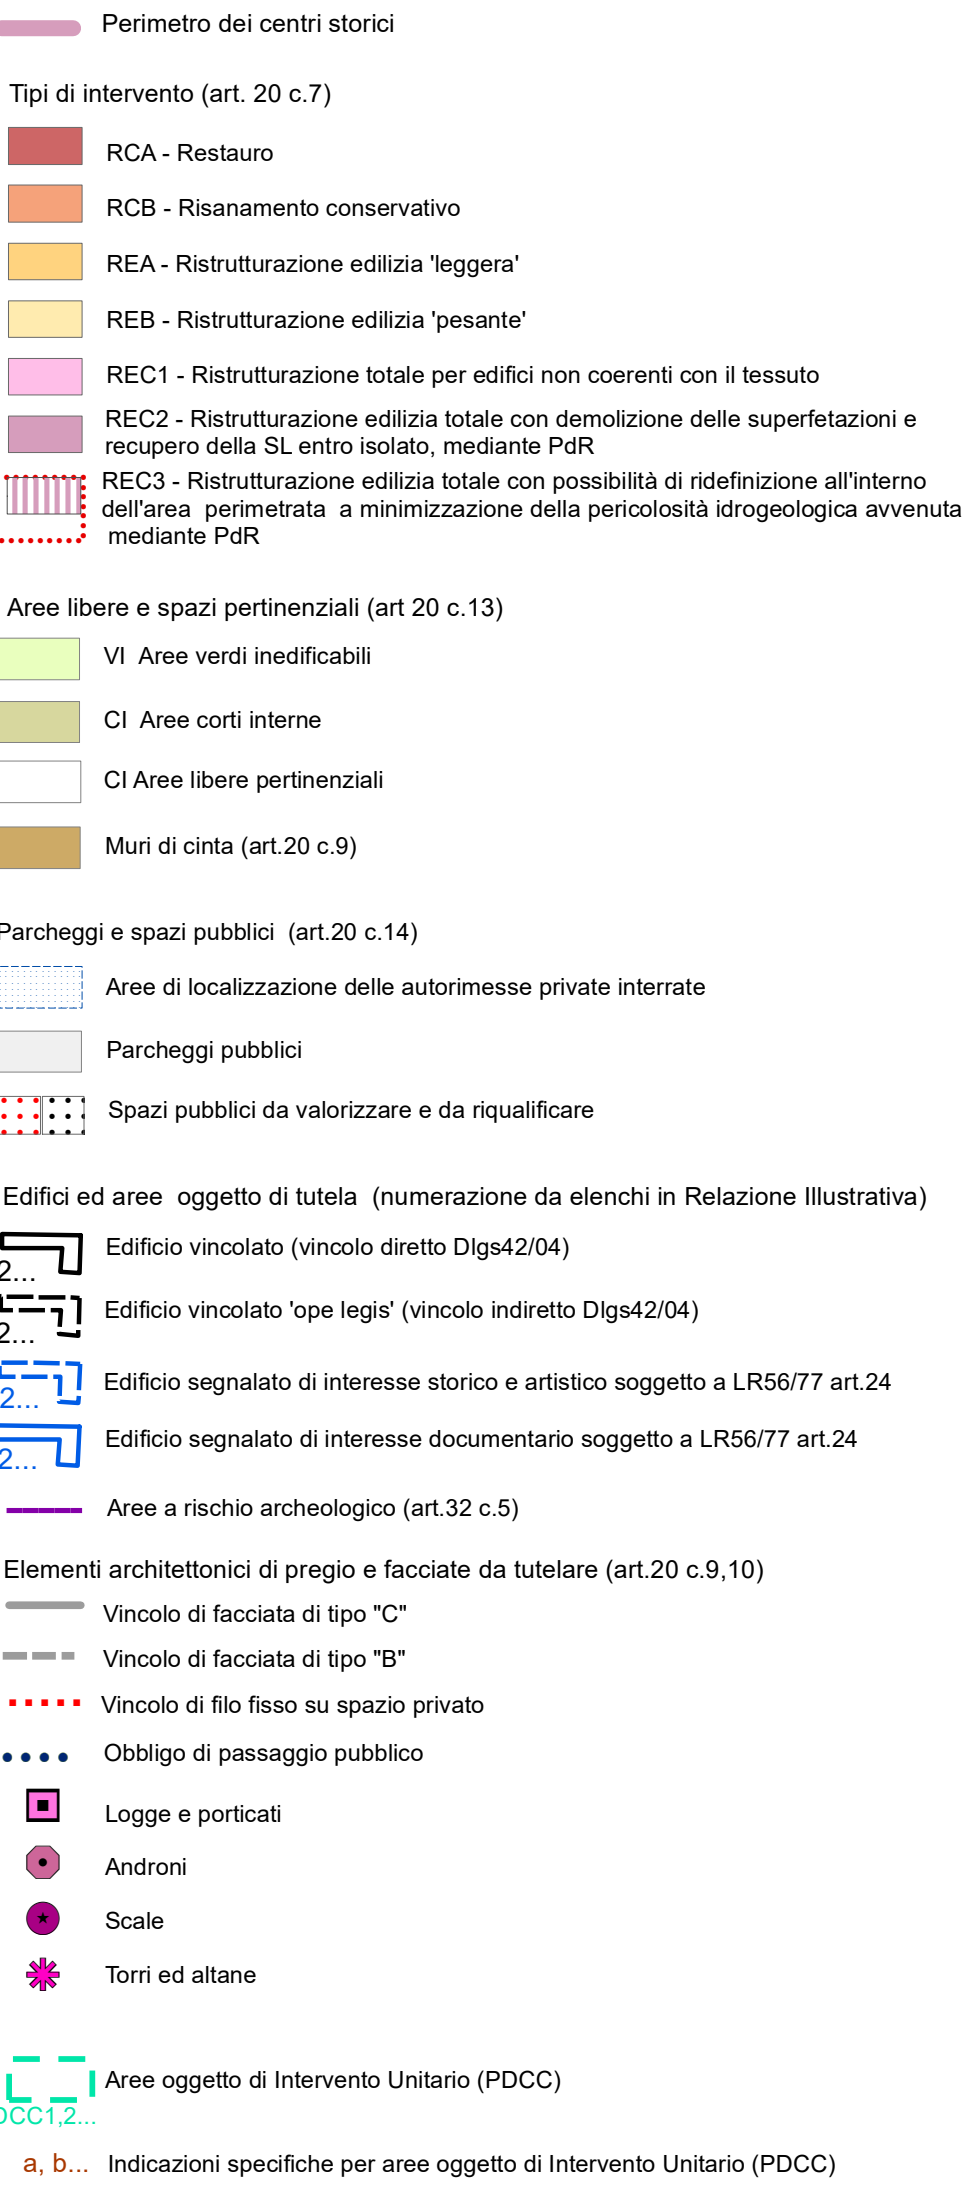 Perimetro dei centri storici
Tipi di intervento (art. 20 c.7)
RCA - Restauro
RCB - Risanamento conservativo
REA - Ristrutturazione edilizia 'leggera'
REB - Ristrutturazione edilizia 'pesante'
REC1 - Ristrutturazione totale per edifici non coerenti con il tessuto
REC2 - Ristrutturazione edilizia totale con demolizione delle superfetazioni e
recupero della SL entro isolato, mediante PdR
REC3 - Ristrutturazione edilizia totale con possibilità di ridefinizione all'interno
dell'area perimetrata a minimizzazione della pericolosità idrogeologica avvenuta
mediante PdR
Aree libere e spazi pertinenziali (art 20 c.13)
VI Aree verdi inedificabili
CI Aree corti interne
CI Aree libere pertinenziali
Muri di cinta (art.20 c.9)
Parcheggi e spazi pubblici (art.20 c.14)
Aree di localizzazione delle autorimesse private interrate
Parcheggi pubblici
Spazi pubblici da valorizzare e da riqualificare
Edifici ed aree oggetto di tutela (numerazione da elenchi in Relazione Illustrativa)
2... Edificio vincolato (vincolo diretto Dlgs42/04)
2... Edificio vincolato 'ope legis' (vincolo indiretto Dlgs42/04)
2... Edificio segnalato di interesse storico e artistico soggetto a LR56/77 art.24
2... Edificio segnalato di interesse documentario soggetto a LR56/77 art.24
Aree a rischio archeologico (art.32 c.5)
Elementi architettonici di pregio e facciate da tutelare (art.20 c.9,10)
Vincolo di facciata di tipo "C"
Vincolo di facciata di tipo "B"
Vincolo di filo fisso su spazio privato
Obbligo di passaggio pubblico
Logge e porticati
Androni
Scale
Torri ed altane
Aree oggetto di Intervento Unitario (PDCC)
DCC1,2...
a, b... Indicazioni specifiche per aree oggetto di Intervento Unitario (PDCC)